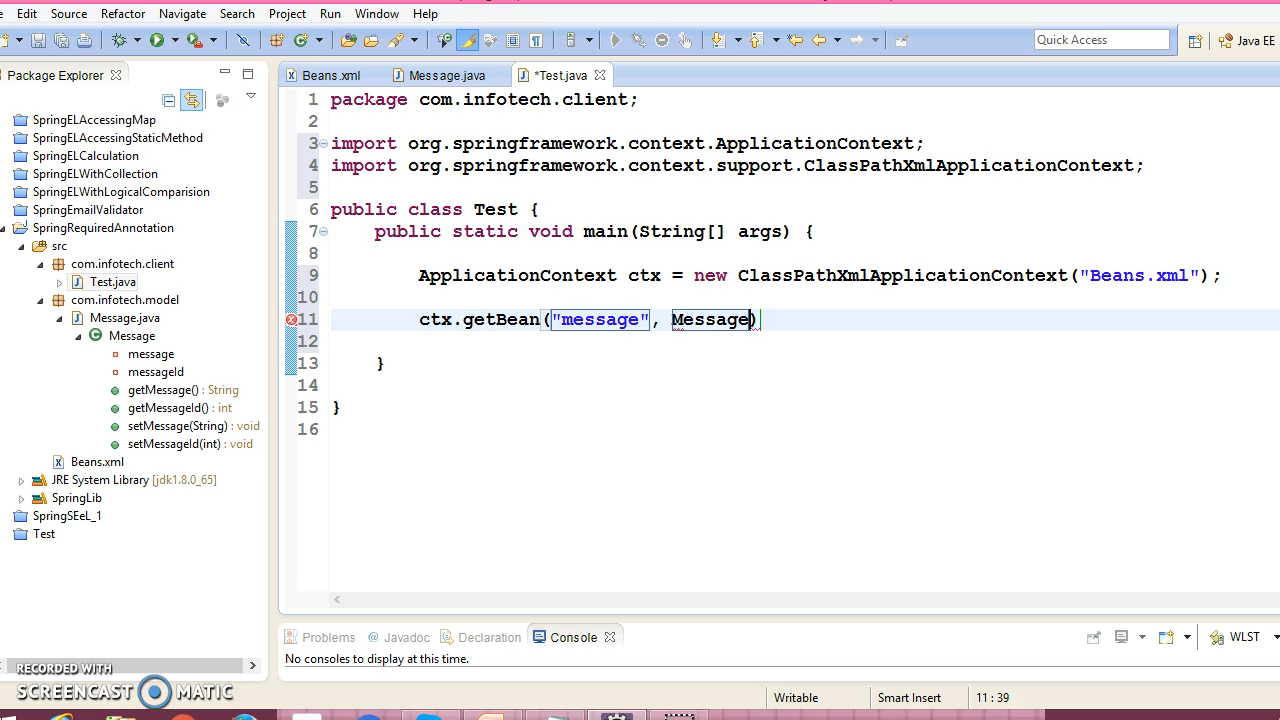 Edit Source Refactor Navigate Search Project Run Window Help
Quick Access
Java EE
Package Explorer
Beans.xml
Message.java
*Test.java
SpringELAccessingMap
SpringELAccessingStaticMethod
SpringELCalculation
SpringELWithCollection
SpringELWithLogicalComparision
SpringEmailValidator
SpringRequiredAnnotation
src
com.infotech.client
Test.java
com.infotech.model
Message.java
Message
message
messageId
getMessage() : String
getMessageId() : int
setMessage(String) : void
setMessageId(int) : void
Beans.xml
JRE System Library [jdk1.8.0_65]
SpringLib
SpringSEeL_1
Test
1 package com.infotech.client;
2
3 import org.springframework.context.ApplicationContext;
4 import org.springframework.context.support.ClassPathXmlApplicationContext;
5
6 public class Test {
7 public static void main(String[] args) {
8
9 ApplicationContext ctx = new ClassPathXmlApplicationContext("Beans.xml");
10
11 ctx.getBean("message", Message)
12
13 }
14
15 }
16
Problems @ Javadoc Declaration Console
WLST
No consoles to display at this time.
RECORDED WITH
SCREENCAST MATIC
Writable Smart Insert 11 : 39